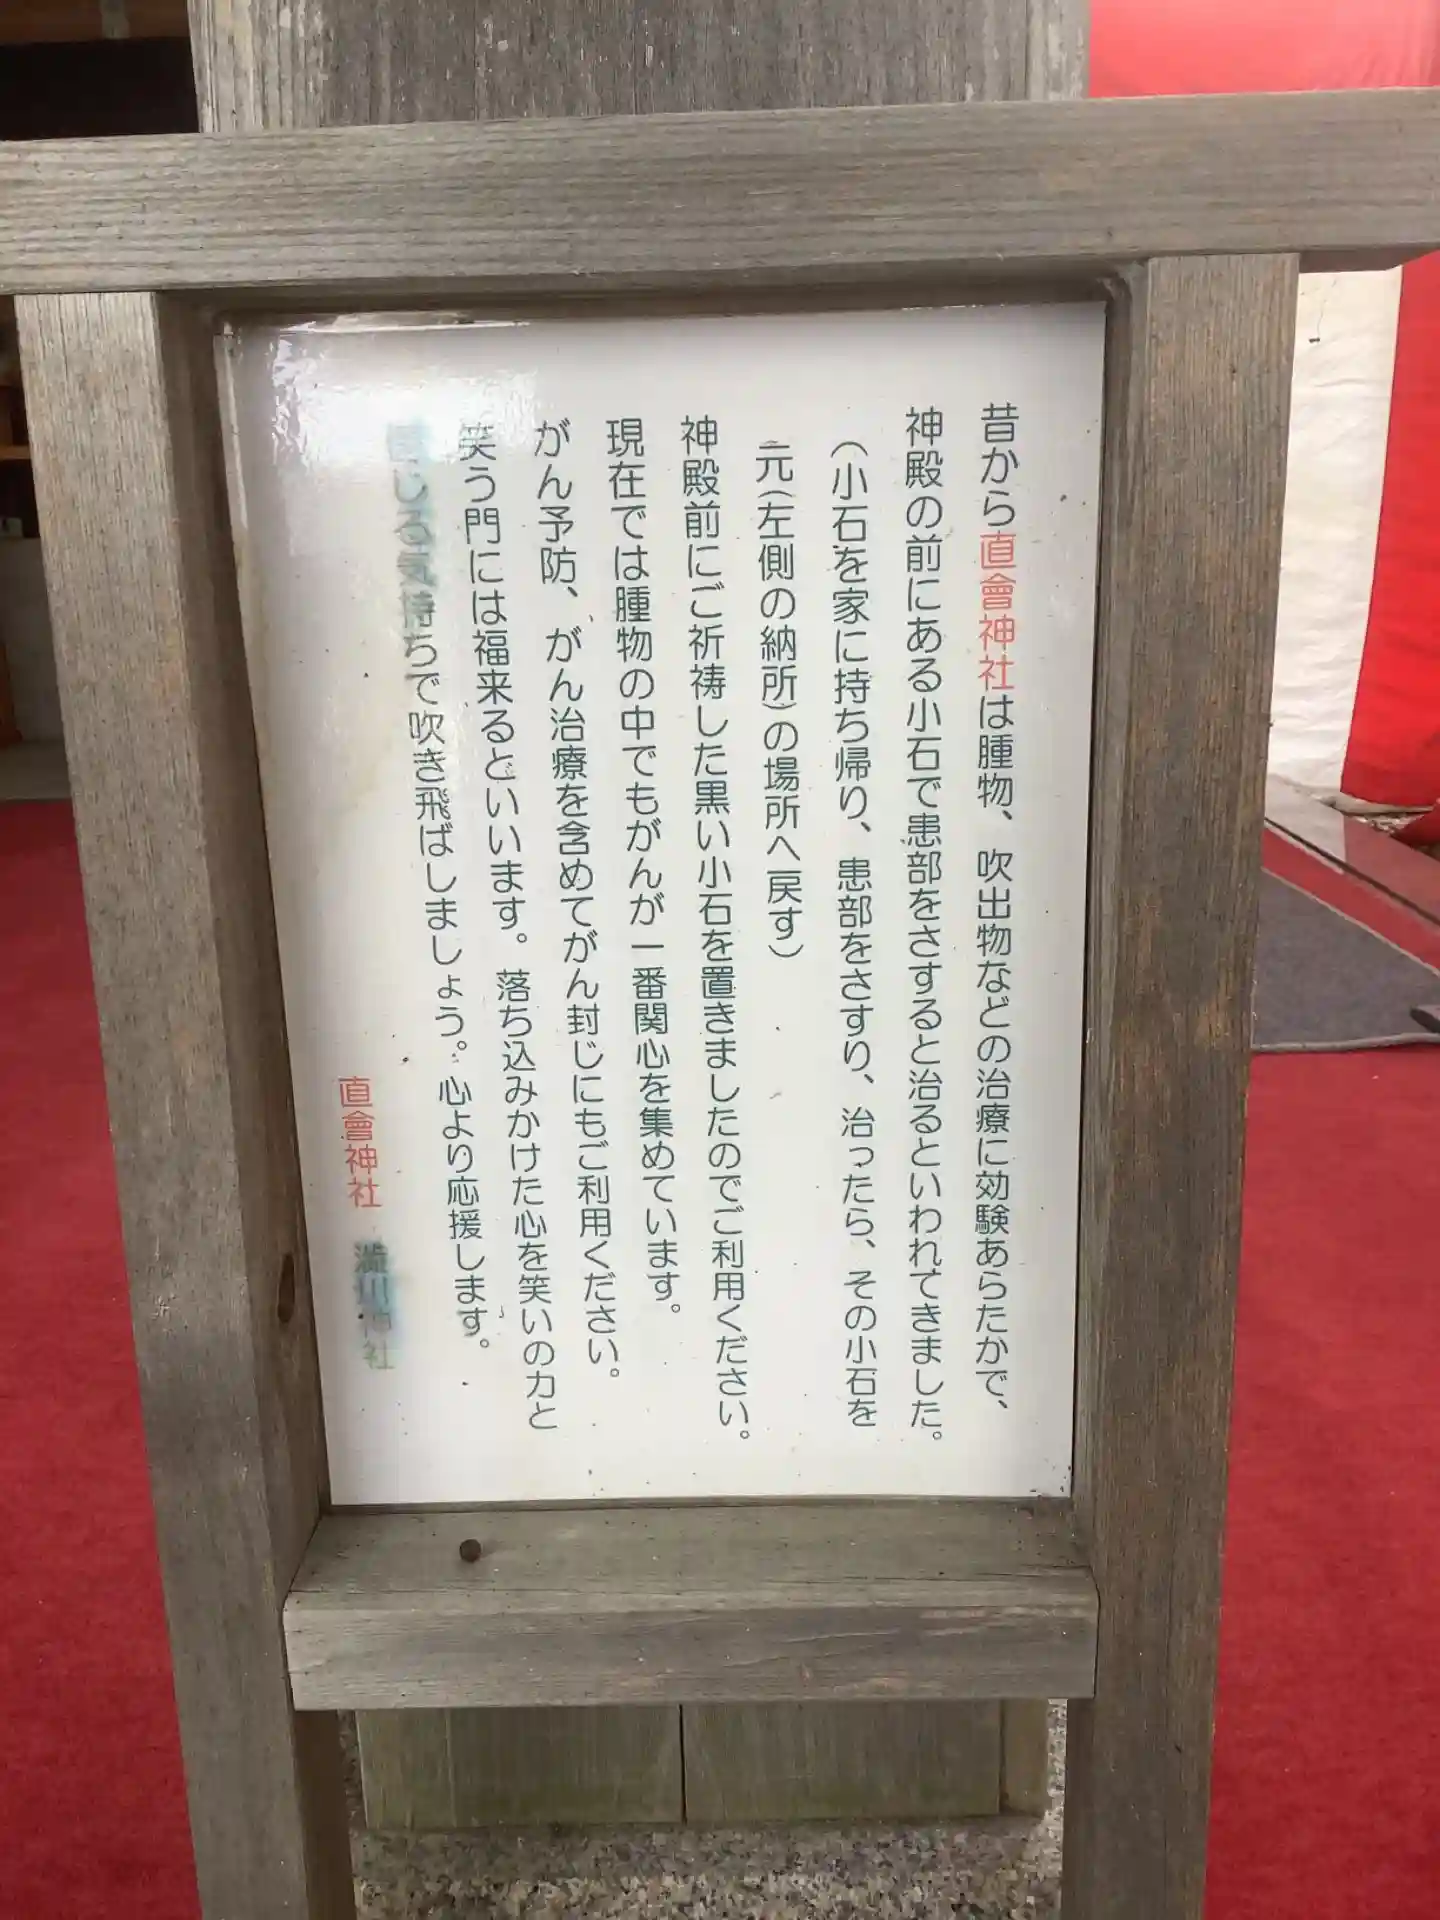 昔から直會神社は腫物、吹出物などの治療に効験あらたかで、
神殿の前にある小石で患部をさすると治るといわれてきました。
（小石を家に持ち帰り、患部をさすり、治ったら、その小石を
元（左側の納所）の場所へ戻す）
神殿前にご祈祷した黒い小石を置きましたのでご利用ください。
現在では腫物の中でもがんが一番関心を集めています。
がん予防、がん治療を含めてがん封じにもご利用ください。
笑う門には福来るといいます。落ち込みかけた心を笑いの力と
信じる気持ちで吹き飛ばしましょう。心より応援します。
直會神社 澁川神社